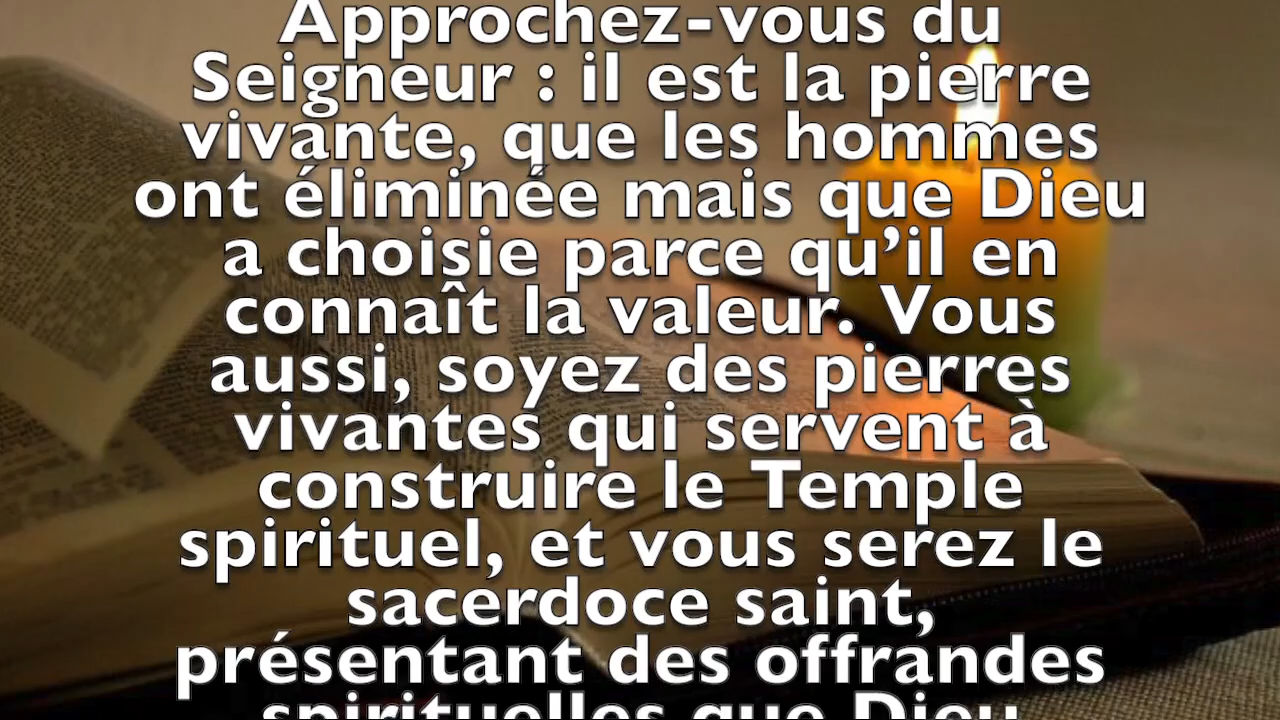 Approchez-vous du
Seigneur : il est la pierre
vivante, que les hommes
ont éliminée mais que Dieu
a choisie parce qu’il en
connaît la valeur. Vous
aussi, soyez des pierres
vivantes qui servent à
construire le Temple
spirituel, et vous serez le
sacerdoce saint,
présentant des offrandes
spirituelles que Dieu